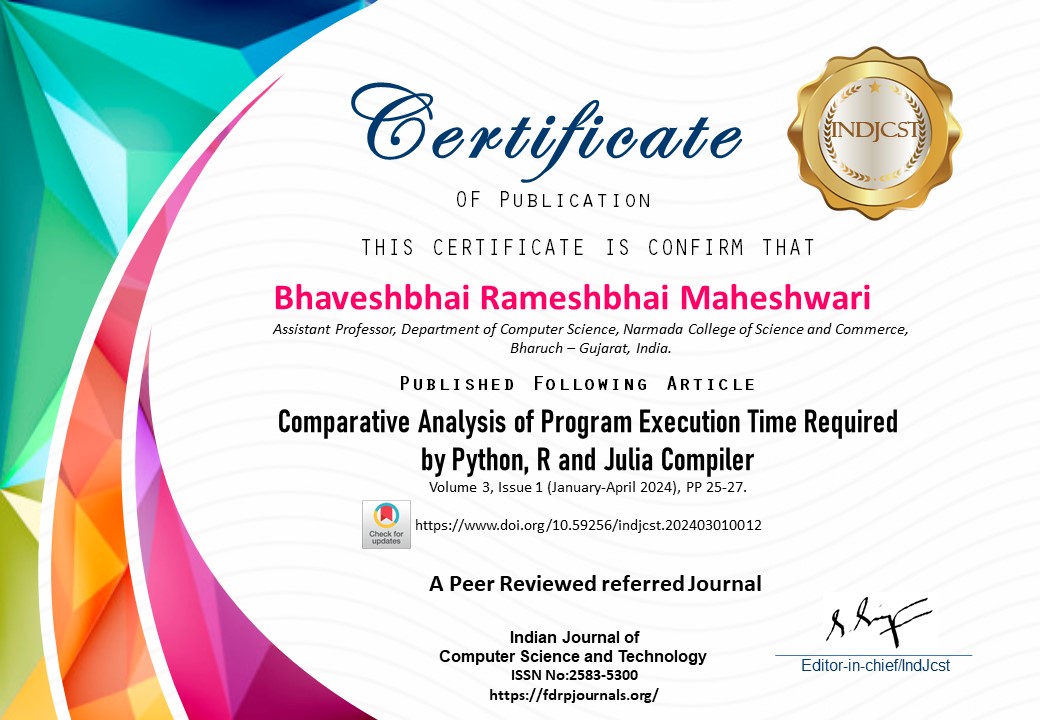 Certificate
INDJCST
OF PUBLICATION
THIS CERTIFICATE IS CONFIRM THAT
Bhaveshbhai Rameshbhai Maheshwari
Assistant Professor, Department of Computer Science, Narmada College of Science and Commerce,
Bharuch – Gujarat, India.
PUBLISHED FOLLOWING ARTICLE
Comparative Analysis of Program Execution Time Required
by Python, R and Julia Compiler
Volume 3, Issue 1 (January-April 2024), PP 25-27.
Check for
updates
https://www.doi.org/10.59256/indjcst.202403010012
A Peer Reviewed referred Journal
Indian Journal of
Computer Science and Technology
ISSN No:2583-5300
https://fdrpjournals.org/
Editor-in-chief/IndJcst